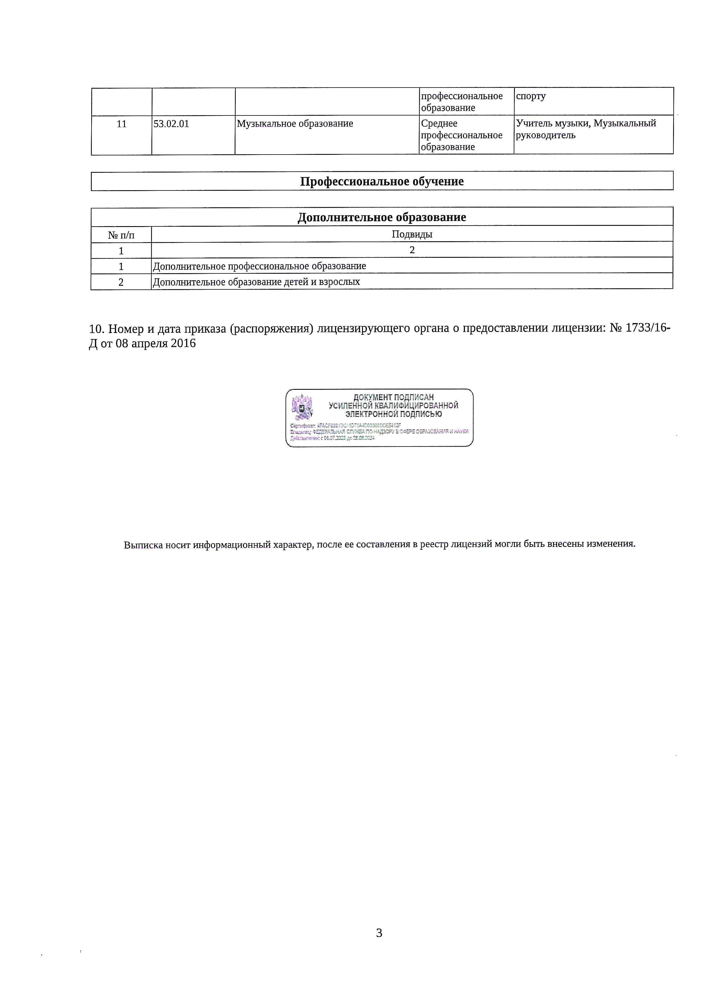 профессиональное спорту
образование
11 53.02.01 Музыкальное образование Среднее Учитель музыки, Музыкальный
профессиональное руководитель
образование
Профессиональное обучение
Дополнительное образование
№ п/п Подвиды
1 2
1 Дополнительное профессиональное образование
2 Дополнительное образование детей и взрослых
10. Номер и дата приказа (распоряжения) лицензирующего органа о предоставлении лицензии: № 1733/16-
Д от 08 апреля 2016
ДОКУМЕНТ ПОДПИСАН
УСИЛЕННОЙ КВАЛИФИЦИРОВАННОЙ
ЭЛЕКТРОННОЙ ПОДПИСЬЮ
Сертификат:
Владелец: ФЕДЕРАЛЬНАЯ СЛУЖБА ПО НАДЗОРУ В СФЕРЕ ОБРАЗОВАНИЯ И НАУКИ
Действителен: с 06.07.2023 до
Выписка носит информационный характер, после ее составления в реестр лицензий могли быть внесены изменения.
3